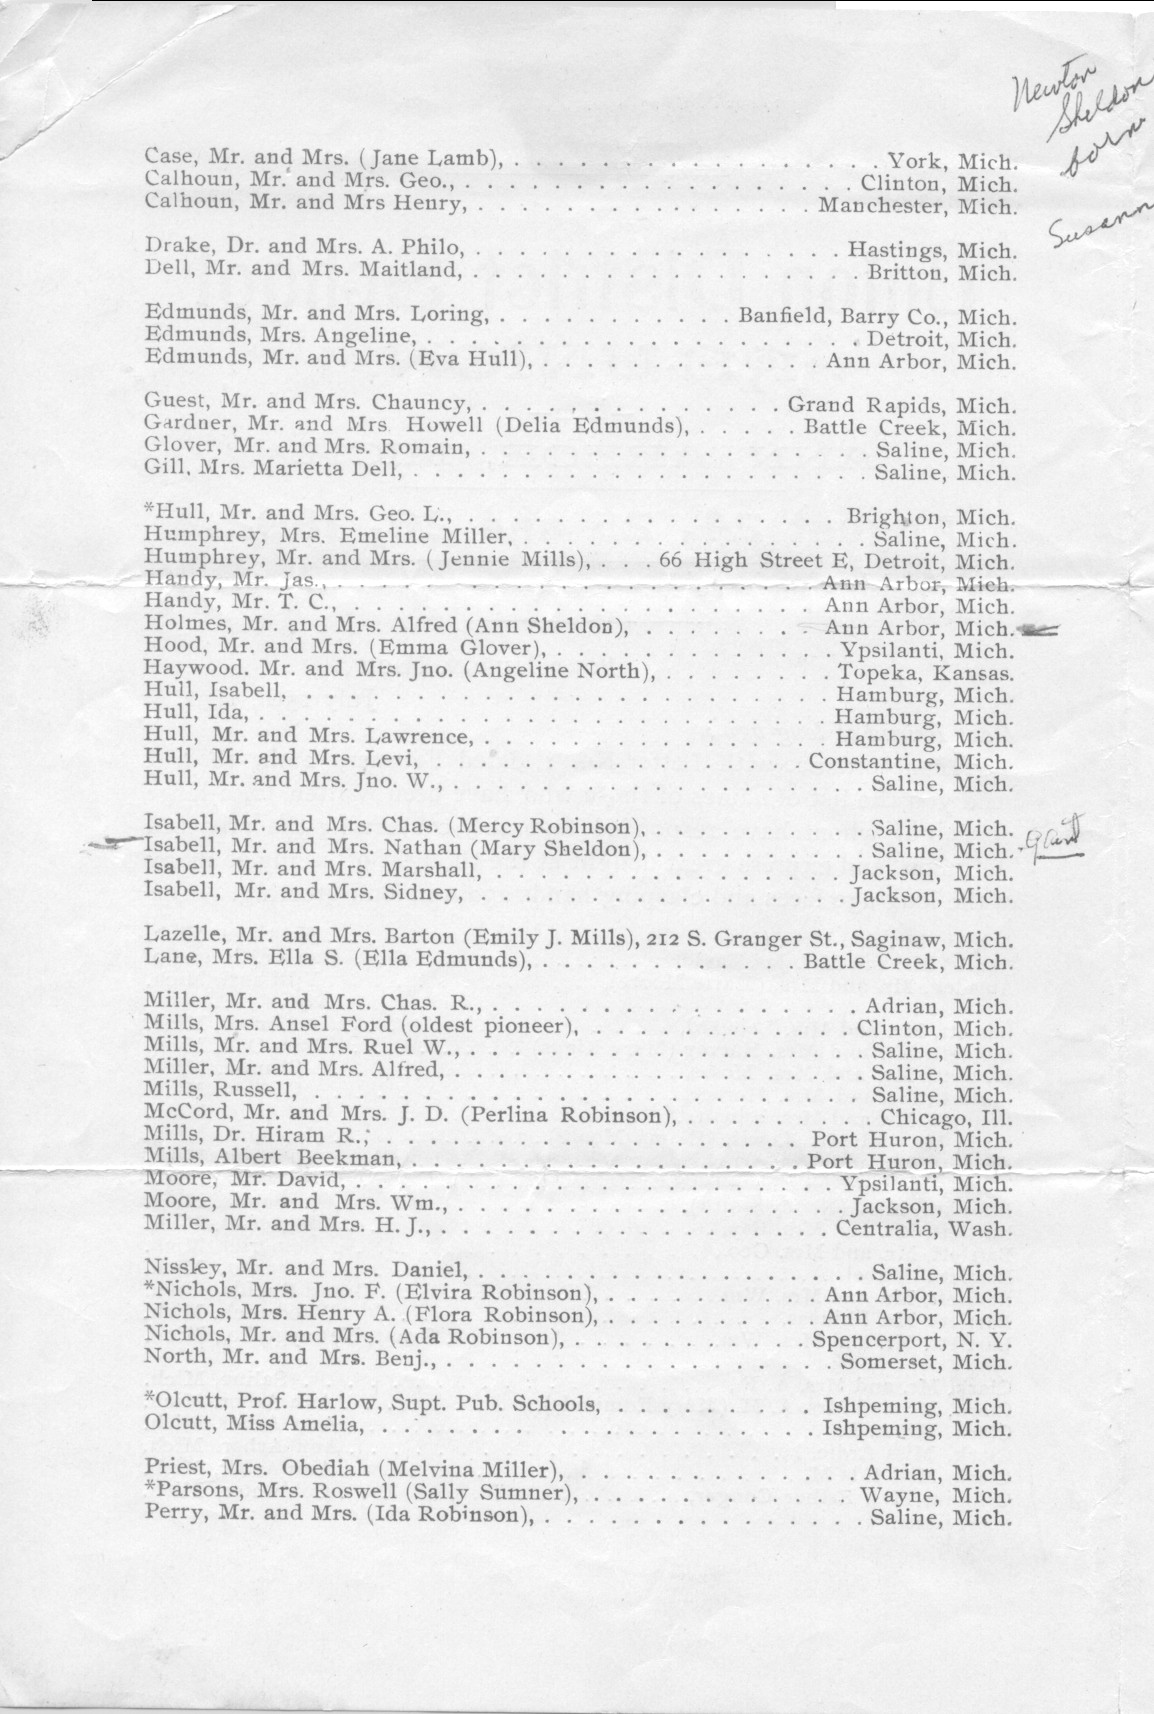 Newton
Sheldon
born
Susann
Case, Mr. and Mrs. (Jane Lamb), . . . . . . . . . . . . . . . . . York, Mich.
Calhoun, Mr. and Mrs. Geo., . . . . . . . . . . . . . . . . . . Clinton, Mich.
Calhoun, Mr. and Mrs Henry, . . . . . . . . . . . . . . . Manchester, Mich.
Drake, Dr. and Mrs. A. Philo, . . . . . . . . . . . . . . . . . Hastings, Mich.
Dell, Mr. and Mrs. Maitland, . . . . . . . . . . . . . . . . . . Britton, Mich.
Edmunds, Mr. and Mrs. Loring, . . . . . . . . . . . Banfield, Barry Co., Mich.
Edmunds, Mrs. Angeline, . . . . . . . . . . . . . . . . . . . . Detroit, Mich.
Edmunds, Mr. and Mrs. (Eva Hull), . . . . . . . . . . . . . Ann Arbor, Mich.
Guest, Mr. and Mrs. Chauncy, . . . . . . . . . . . . . . Grand Rapids, Mich.
Gardner, Mr. and Mrs Howell (Delia Edmunds), . . . . . Battle Creek, Mich.
Glover, Mr. and Mrs. Romain, . . . . . . . . . . . . . . . . . . Saline, Mich.
Gill, Mrs. Marietta Dell, . . . . . . . . . . . . . . . . . . . . . Saline, Mich.
*Hull, Mr. and Mrs. Geo. L., . . . . . . . . . . . . . . . . . Brighton, Mich.
Humphrey, Mrs. Emeline Miller, . . . . . . . . . . . . . . . . Saline, Mich.
Humphrey, Mr. and Mrs. (Jennie Mills), . . . 66 High Street E, Detroit, Mich.
Handy, Mr. Jas., . . . . . . . . . . . . . . . . . . . . . . Ann Arbor, Mich.
Handy, Mr. T. C., . . . . . . . . . . . . . . . . . . . . . Ann Arbor, Mich.
Holmes, Mr. and Mrs. Alfred (Ann Sheldon), . . . . . . . . Ann Arbor, Mich.
Hood, Mr. and Mrs. (Emma Glover), . . . . . . . . . . . . . Ypsilanti, Mich.
Haywood. Mr. and Mrs. Jno. (Angeline North), . . . . . . . . Topeka, Kansas.
Hull, Isabell, . . . . . . . . . . . . . . . . . . . . . . . . Hamburg, Mich.
Hull, Ida, . . . . . . . . . . . . . . . . . . . . . . . . . . Hamburg, Mich.
Hull, Mr. and Mrs. Lawrence, . . . . . . . . . . . . . . . . Hamburg, Mich.
Hull, Mr. and Mrs. Levi, . . . . . . . . . . . . . . . . . Constantine, Mich.
Hull, Mr. and Mrs. Jno. W., . . . . . . . . . . . . . . . . . . . Saline, Mich.
Isabell, Mr. and Mrs. Chas. (Mercy Robinson), . . . . . . . . . . Saline, Mich.
Isabell, Mr. and Mrs. Nathan (Mary Sheldon), . . . . . . . . . . Saline, Mich.
Isabell, Mr. and Mrs. Marshall, . . . . . . . . . . . . . . . . Jackson, Mich.
Isabell, Mr. and Mrs. Sidney, . . . . . . . . . . . . . . . . . Jackson, Mich.
Lazelle, Mr. and Mrs. Barton (Emily J. Mills), 212 S. Granger St., Saginaw, Mich.
Lane, Mrs. Ella S. (Ella Edmunds), . . . . . . . . . . . . Battle Creek, Mich.
Miller, Mr. and Mrs. Chas. R., . . . . . . . . . . . . . . . . . Adrian, Mich.
Mills, Mrs. Ansel Ford (oldest pioneer), . . . . . . . . . . . . Clinton, Mich.
Mills, Mr. and Mrs. Ruel W., . . . . . . . . . . . . . . . . . . Saline, Mich.
Miller, Mr. and Mrs. Alfred, . . . . . . . . . . . . . . . . . . . Saline, Mich.
Mills, Russell, . . . . . . . . . . . . . . . . . . . . . . . . . Saline, Mich.
McCord, Mr. and Mrs. J. D. (Perlina Robinson), . . . . . . . . . Chicago, Ill.
Mills, Dr. Hiram R., . . . . . . . . . . . . . . . . . . . Port Huron, Mich.
Mills, Albert Beekman, . . . . . . . . . . . . . . . . . . Port Huron, Mich.
Moore, Mr. David, . . . . . . . . . . . . . . . . . . . . . . Ypsilanti, Mich.
Moore, Mr. and Mrs. Wm., . . . . . . . . . . . . . . . . . . Jackson, Mich.
Miller, Mr. and Mrs. H. J., . . . . . . . . . . . . . . . . . . Centralia, Wash.
Nissley, Mr. and Mrs. Daniel, . . . . . . . . . . . . . . . . . . Saline, Mich.
*Nichols, Mrs. Jno. F. (Elvira Robinson), . . . . . . . . . . Ann Arbor, Mich.
Nichols, Mrs. Henry A. (Flora Robinson), . . . . . . . . . . Ann Arbor, Mich.
Nichols, Mr. and Mrs. (Ada Robinson), . . . . . . . . . . . Spencerport, N. Y.
North, Mr. and Mrs. Benj., . . . . . . . . . . . . . . . . . . Somerset, Mich.
*Olcutt, Prof. Harlow, Supt. Pub. Schools, . . . . . . . . . Ishpeming, Mich.
Olcutt, Miss Amelia, . . . . . . . . . . . . . . . . . . . Ishpeming, Mich.
Priest, Mrs. Obediah (Melvina Miller), . . . . . . . . . . . . . Adrian, Mich.
*Parsons, Mrs. Roswell (Sally Sumner), . . . . . . . . . . . . Wayne, Mich.
Perry, Mr. and Mrs. (Ida Robinson), . . . . . . . . . . . . . . . Saline, Mich.